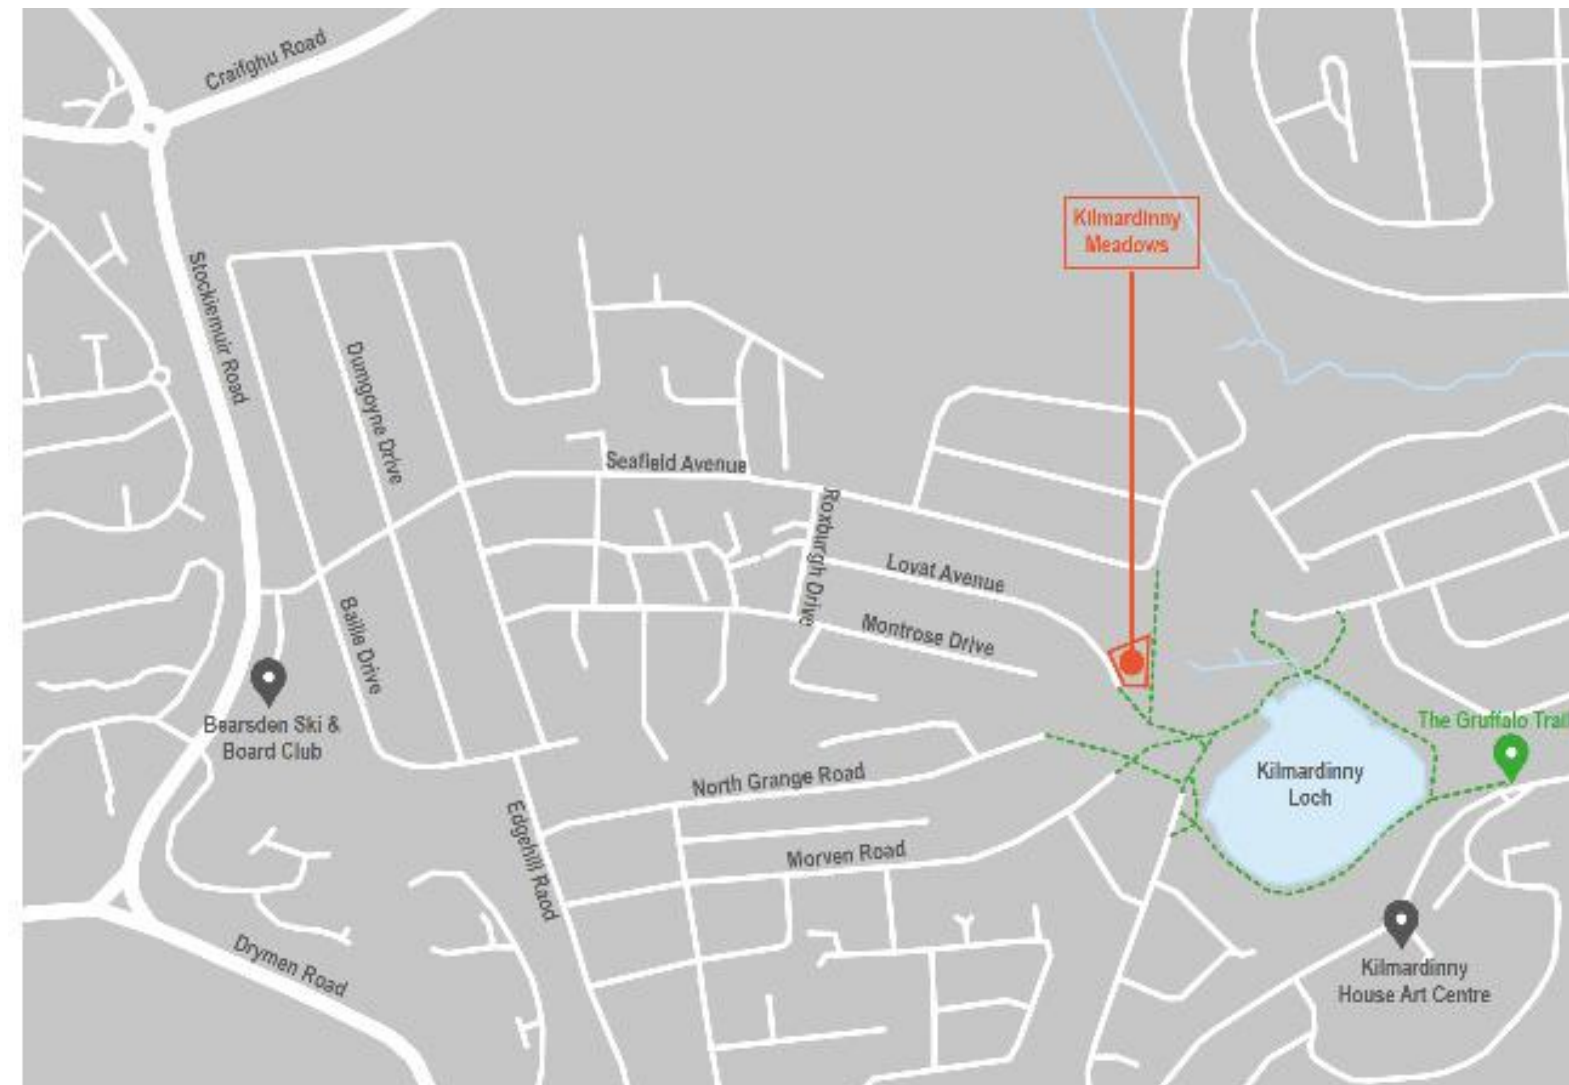 Craifghu Road
Kilmardinny
Meadows
Stockiemuir Road
Dumgoyne Drive
Seafield Avenue
Roxburgh Drive
Lovat Avenue
Baillie Drive
Montrose Drive
Bearsden Ski &
Board Club
The Gruffalo Trail
Kilmardinny
Loch
North Grange Road
Edgehill Raod
Morven Road
Drymen Road
Kilmardinny
House Art Centre